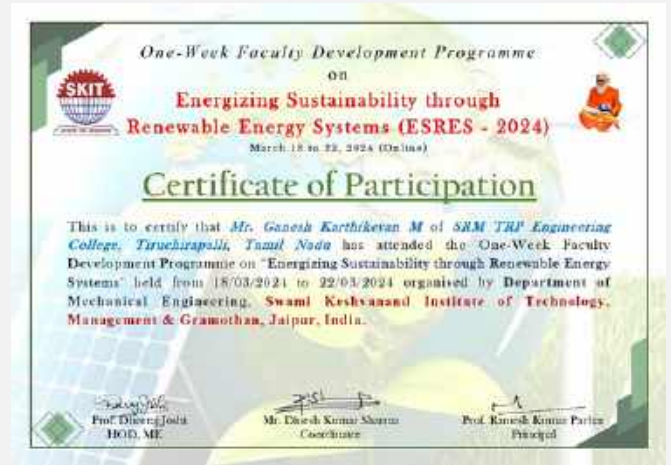 One-Week Faculty Development Programme
on
SKIT
Energizing Sustainability through
Renewable Energy Systems (ESRES - 2024)
March 18 to 22, 2024 (Online)
Certificate of Participation
This is to certify that Mr. Ganesh Karthikeyan M of SRM TRP Engineering
College, Tiruchirapalli, Tamil Nadu has attended the One-Week Faculty
Development Programme on "Energizing Sustainability through Renewable Energy
Systems" held from 18/03/2024 to 22/03/2024 organised by Department of
Mechanical Engineering, Swami Keshvanand Institute of Technology,
Management & Gramothan, Jaipur, India.
Prof. Dheeraj Joshi
HOD, ME
Mr. Dinesh Kumar Sharma
Coordinator
Prof. Ramesh Kumar
Principal